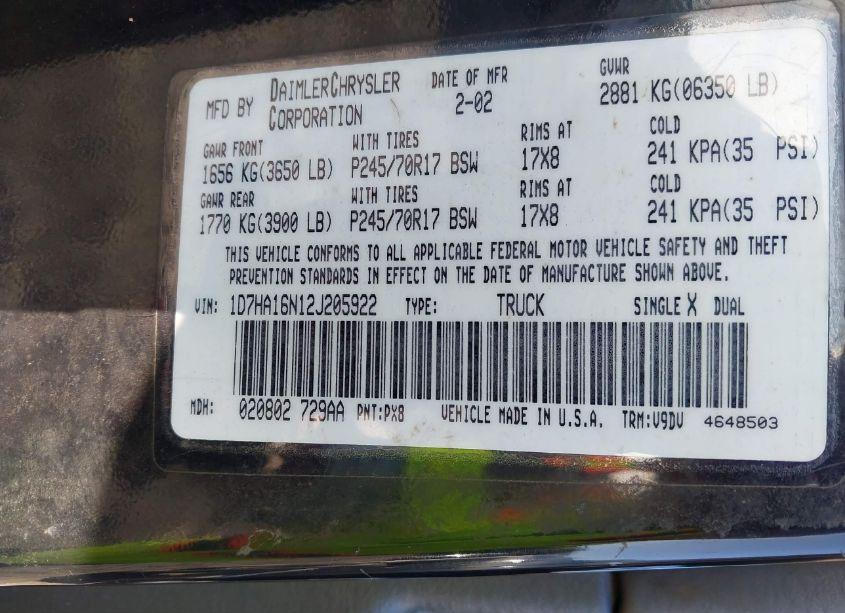 MFD BY DAIMLERCHRYSLER CORPORATION DATE OF MFR 2-02 GVWR 2881 KG(06350 LB)
GAWR FRONT WITH TIRES RIMS AT COLD
1656 KG(3650 LB) P245/70R17 BSW 17X8 241 KPA(35 PSI)
GAWR REAR WITH TIRES RIMS AT COLD
1770 KG(3900 LB) P245/70R17 BSW 17X8 241 KPA(35 PSI)
THIS VEHICLE CONFORMS TO ALL APPLICABLE FEDERAL MOTOR VEHICLE SAFETY AND THEFT
PREVENTION STANDARDS IN EFFECT ON THE DATE OF MANUFACTURE SHOWN ABOVE.
VIN: 1D7HA16N12J205922 TYPE: TRUCK SINGLE X DUAL
MDH: 020802 729AA PNT:PX8 VEHICLE MADE IN U.S.A. TRM:V9DV 4648503